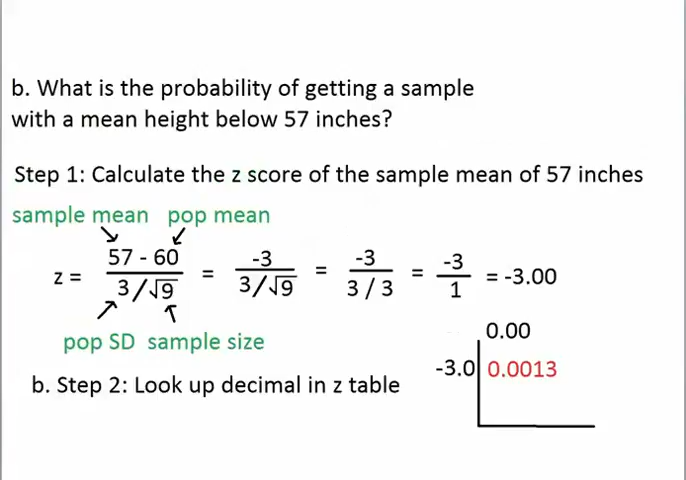 b. What is the probability of getting a sample
with a mean height below 57 inches?
Step 1: Calculate the z score of the sample mean of 57 inches
sample mean pop mean
z = 57 - 60 / 3/√9 = -3 / 3/√9 = -3 / 3 / 3 = -3 / 1 = -3.00
pop SD sample size
0.00
-3.0 0.0013
b. Step 2: Look up decimal in z table